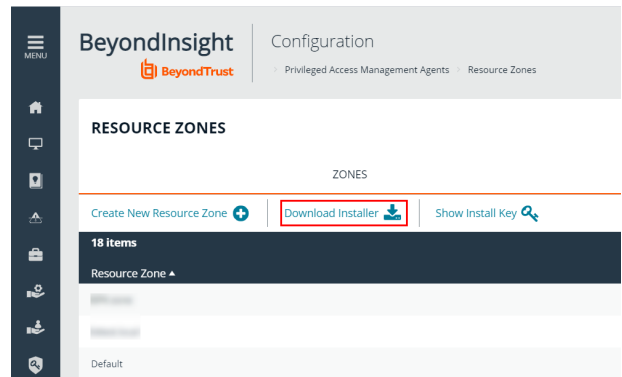 MENU
BeyondInsight
BeyondTrust
Configuration
Privileged Access Management Agents
Resource Zones
RESOURCE ZONES
ZONES
Create New Resource Zone
Download Installer
Show Install Key
18 items
Resource Zone
Default